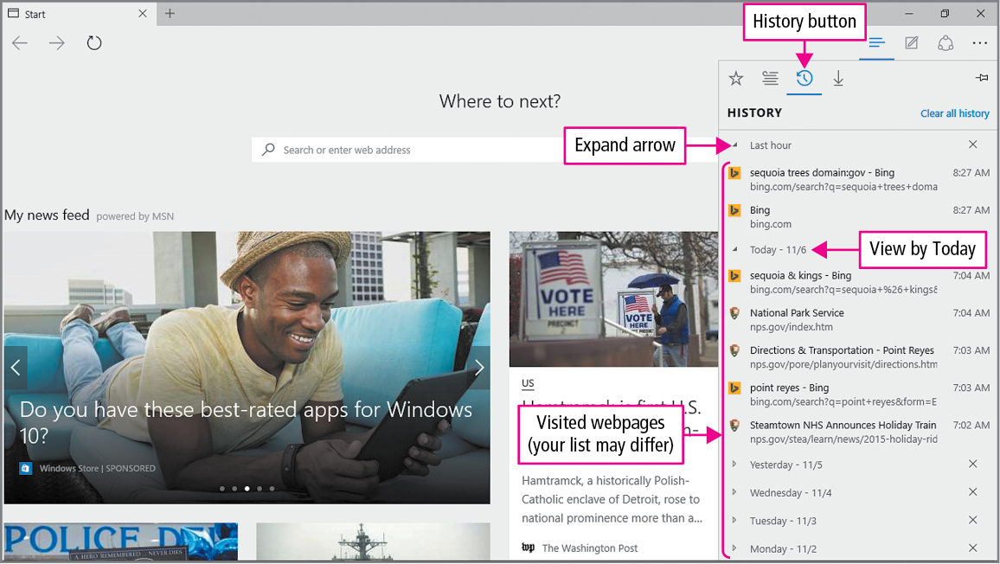 Start
History button
Where to next?
Search or enter web address
My news feed powered by MSN
Do you have these best-rated apps for Windows
10?
Windows Store | SPONSORED
VOTE
HERE
PRECINCT
2
VOTE
HERE
US
Hamtramck is first U.S.
Hamtramck, a historically Polish-
Catholic enclave of Detroit, rose to
national prominence more than a...
wp The Washington Post
POLICE DE
A HERO REMEMBERED... NEVER DIES
HISTORY
Clear all history
Expand arrow
Last hour
sequoia trees domain:gov - Bing 8:27 AM
bing.com/search?q=sequoia+trees+doma
Bing 8:27 AM
bing.com
Today - 11/6
View by Today
sequoia & kings - Bing 7:04 AM
bing.com/search?q=sequoia+%26+kings&
National Park Service 7:04 AM
nps.gov/index.htm
Directions & Transportation - Point Reyes 7:03 AM
nps.gov/pore/planyourvisit/directions.htm
point reyes - Bing 7:03 AM
bing.com/search?q=point+reyes&form=E
Visited webpages
(your list may differ)
Steamtown NHS Announces Holiday Train 7:02 AM
nps.gov/stea/learn/news/2015-holiday-rid
Yesterday - 11/5
Wednesday - 11/4
Tuesday - 11/3
Monday - 11/2